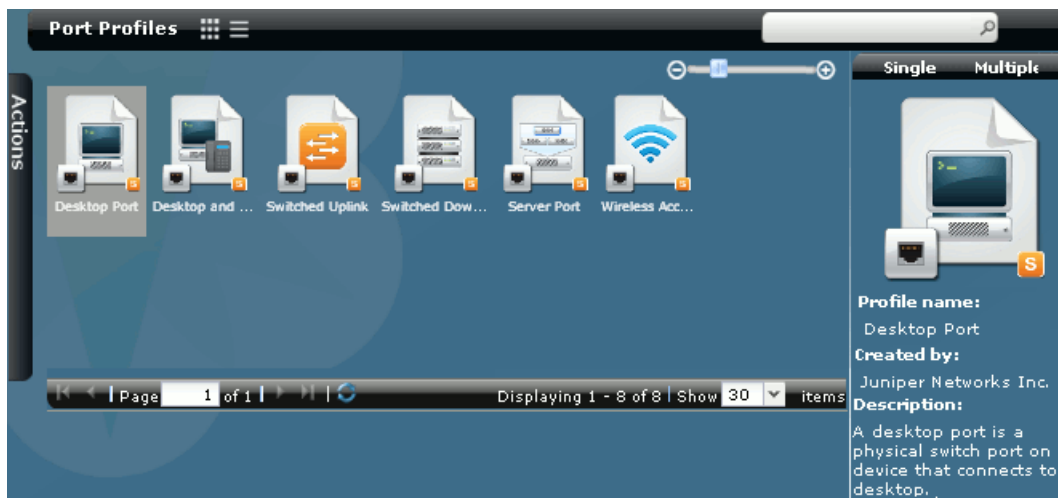 Port Profiles
Single Multiple
Actions
Desktop Port Desktop and ... Switched Uplink Switched Dow... Server Port Wireless Acc...
S S S S S S
S
Profile name:
Desktop Port
Created by:
Juniper Networks Inc.
Description:
A desktop port is a
physical switch port on
device that connects to
desktop.
Page 1 of 1 Displaying 1 - 8 of 8 Show 30 items